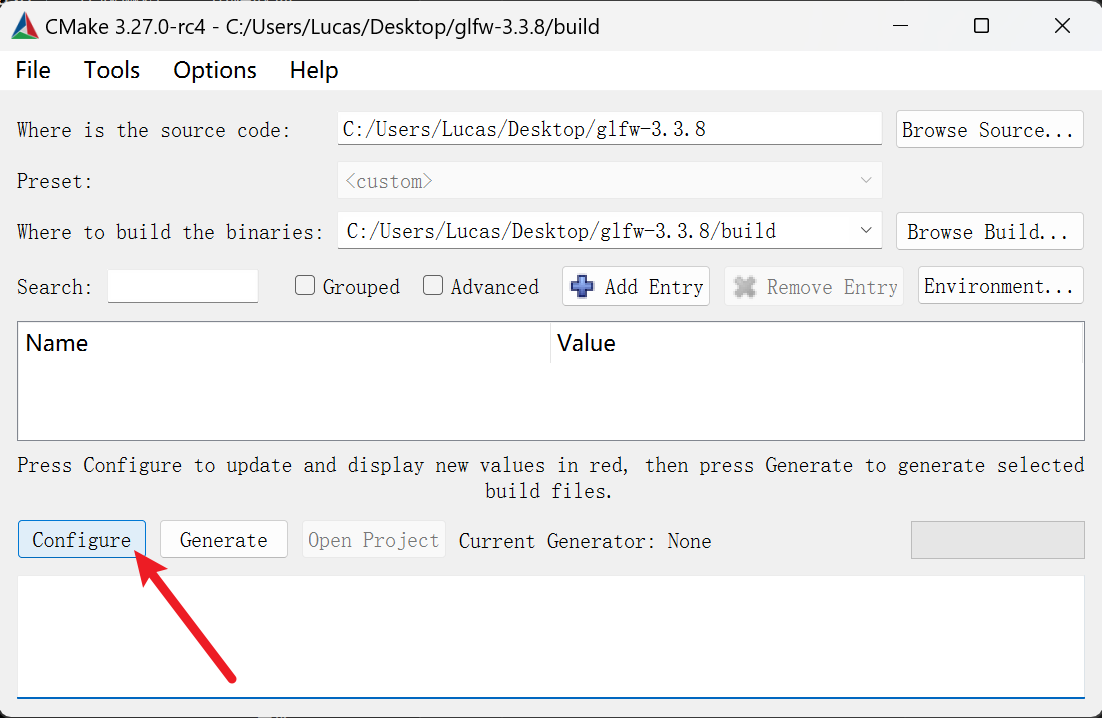 CMake 3.27.0-rc4 - C:/Users/Lucas/Desktop/glfw-3.3.8/build
File Tools Options Help
Where is the source code: C:/Users/Lucas/Desktop/glfw-3.3.8 Browse Source...
Preset: <custom>
Where to build the binaries: C:/Users/Lucas/Desktop/glfw-3.3.8/build Browse Build...
Search: Grouped Advanced Add Entry Remove Entry Environment...
Name Value
Press Configure to update and display new values in red, then press Generate to generate selected
build files.
Configure Generate Open Project Current Generator: None